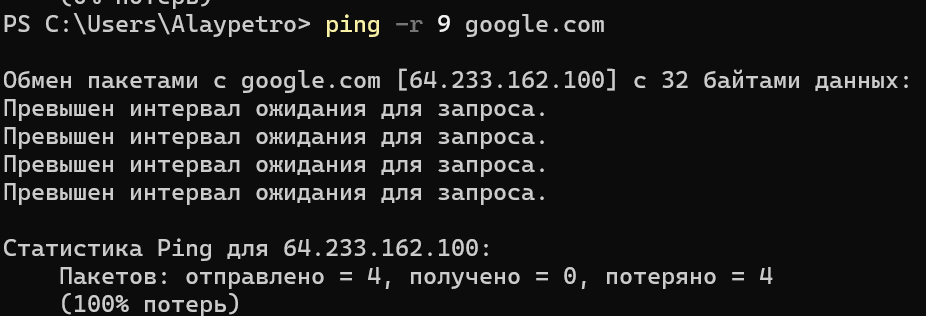 (0% потерь)
PS C:\Users\Alaypetro> ping -r 9 google.com
Обмен пакетами с google.com [64.233.162.100] с 32 байтами данных:
Превышен интервал ожидания для запроса.
Превышен интервал ожидания для запроса.
Превышен интервал ожидания для запроса.
Превышен интервал ожидания для запроса.
Статистика Ping для 64.233.162.100:
Пакетов: отправлено = 4, получено = 0, потеряно = 4
(100% потерь)